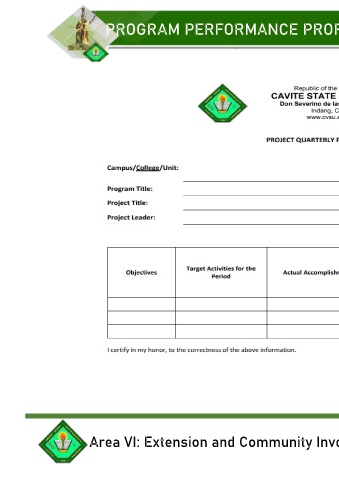 PROGRAM PERFORMANCE PROF
Republic of the
CAVITE STATE
Don Severino de las
Indang, C
www.cvsu.e
PROJECT QUARTERLY P
Campus/College/Unit:
Program Title:
Project Title:
Project Leader:
Objectives
Target Activities for the
Period
Actual Accomplishm
I certify in my honor, to the correctness of the above information.
Area VI: Extension and Community Invo